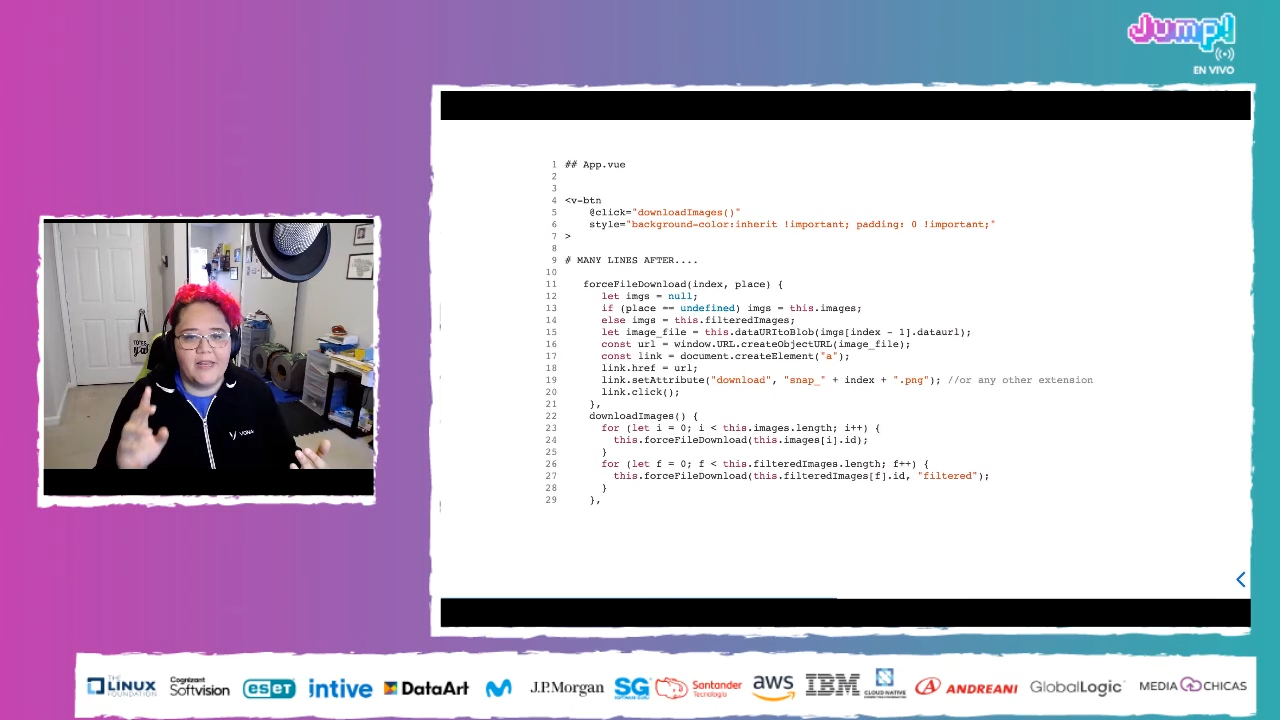 Jump!
EN VIVO
1 ## App.vue
2
3
4 <v-btn
5 @click="downloadImages()"
6 style="background-color:inherit !important; padding: 0 !important;"
7 >
8
9 # MANY LINES AFTER....
10
11 forceFileDownload(index, place) {
12 let imgs = null;
13 if (place == undefined) imgs = this.images;
14 else imgs = this.filteredImages;
15 let image_file = this.dataURItoBlob(imgs[index - 1].dataurl);
16 const url = window.URL.createObjectURL(image_file);
17 const link = document.createElement("a");
18 link.href = url;
19 link.setAttribute("download", "snap_" + index + ".png"); //or any other extension
20 link.click();
21 },
22 downloadImages() {
23 for (let i = 0; i < this.images.length; i++) {
24 this.forceFileDownload(this.images[i].id);
25 }
26 for (let f = 0; f < this.filteredImages.length; f++) {
27 this.forceFileDownload(this.filteredImages[f].id, "filtered");
28 }
29 },
THE LINUX FOUNDATION
Cognizant Softvision
eseT
intive
DataArt
J.P.Morgan
SG
Santander Tecnología
aws
IBM
CLOUD NATIVE
ANDREANI
GlobalLogic
MEDIA CHICAS